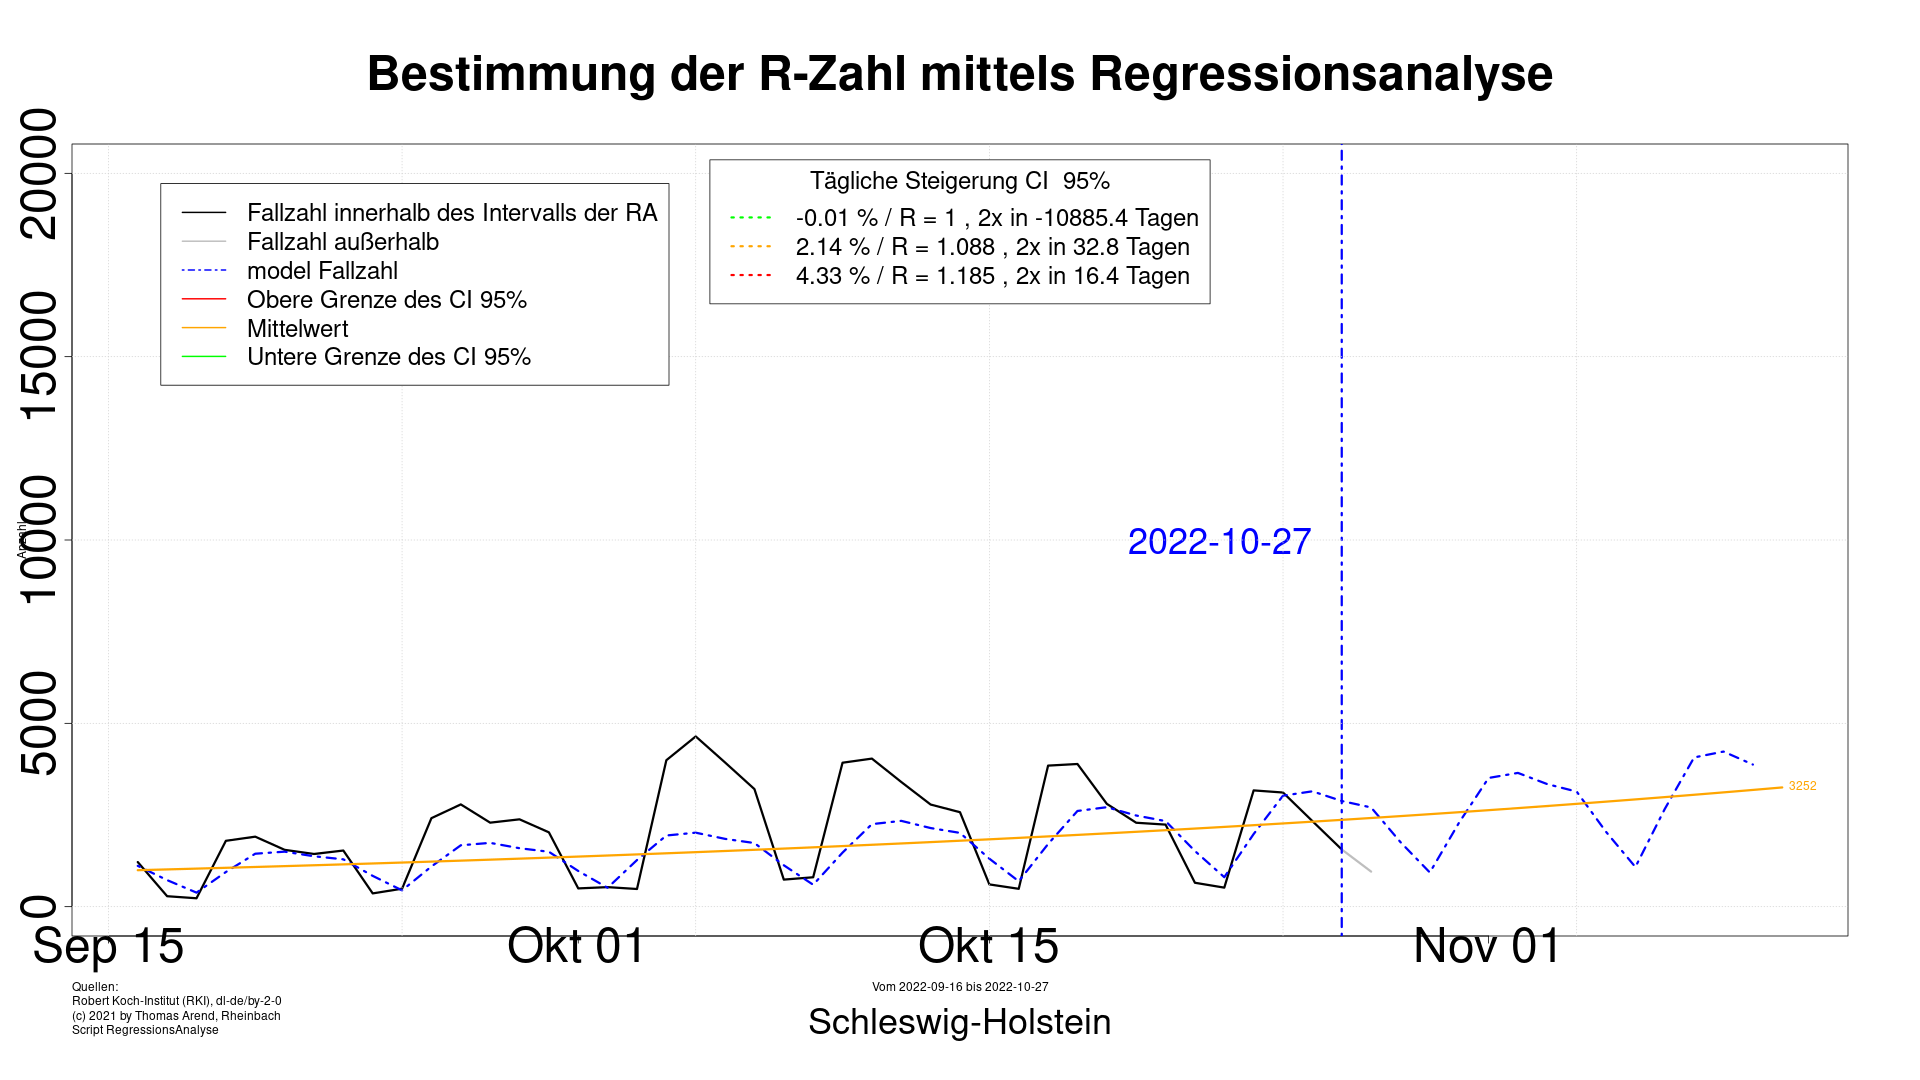 Bestimmung der R-Zahl mittels Regressionsanalyse
20000
15000
10000
5000
0
Anzahl
Fallzahl innerhalb des Intervalls der RA
Fallzahl außerhalb
model Fallzahl
Obere Grenze des CI 95%
Mittelwert
Untere Grenze des CI 95%
Tägliche Steigerung CI  95%
-0.01 % / R = 1 , 2x in -10885.4 Tagen
2.14 % / R = 1.088 , 2x in 32.8 Tagen
4.33 % / R = 1.185 , 2x in 16.4 Tagen
2022-10-27
3252
Sep 15
Okt 01
Okt 15
Nov 01
Quellen:
Robert Koch-Institut (RKI), dl-de/by-2-0
(c) 2021 by Thomas Arend, Rheinbach
Script RegressionsAnalyse
Vom 2022-09-16 bis 2022-10-27
Schleswig-Holstein